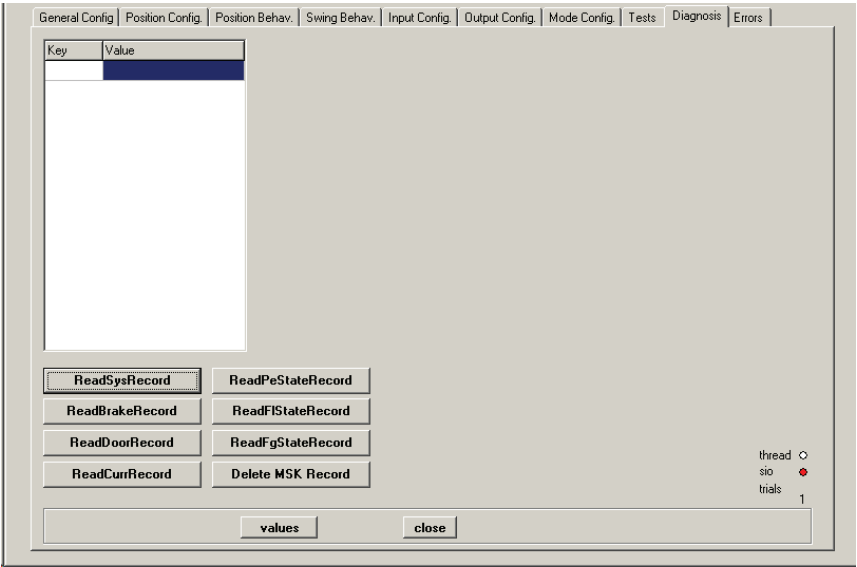 General Config Position Config. Position Behav. Swing Behav. Input Config. Output Config. Mode Config. Tests Diagnosis Errors
Key Value
ReadSysRecord ReadPeStateRecord
ReadBrakeRecord ReadFlStateRecord
ReadDoorRecord ReadFgStateRecord
ReadCurrRecord Delete MSK Record
thread
sio
trials
1
values close